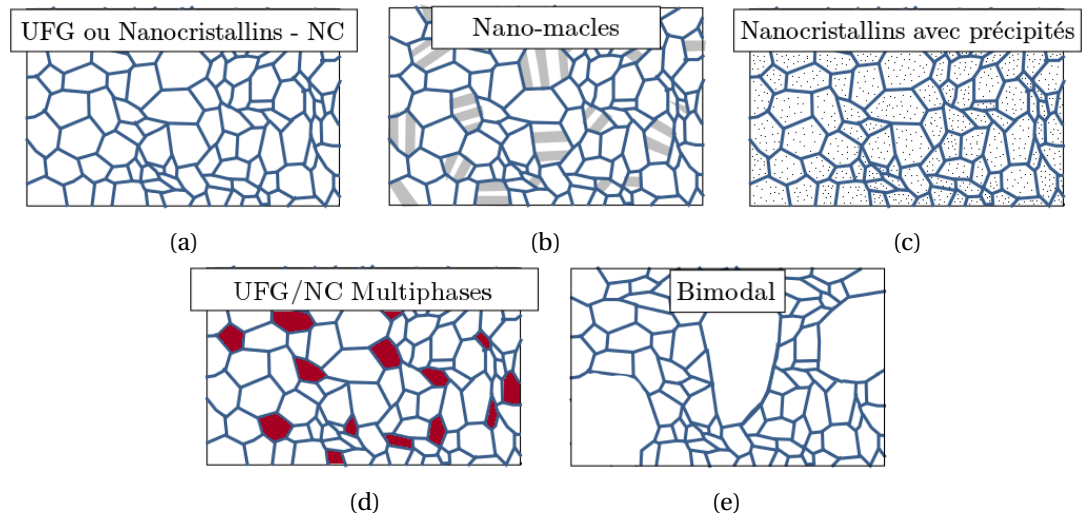 UFG ou Nanocristallins - NC
Nano-macles
Nanocristallins avec précipités
(a)
(b)
(c)
UFG/NC Multiphases
Bimodal
(d)
(e)